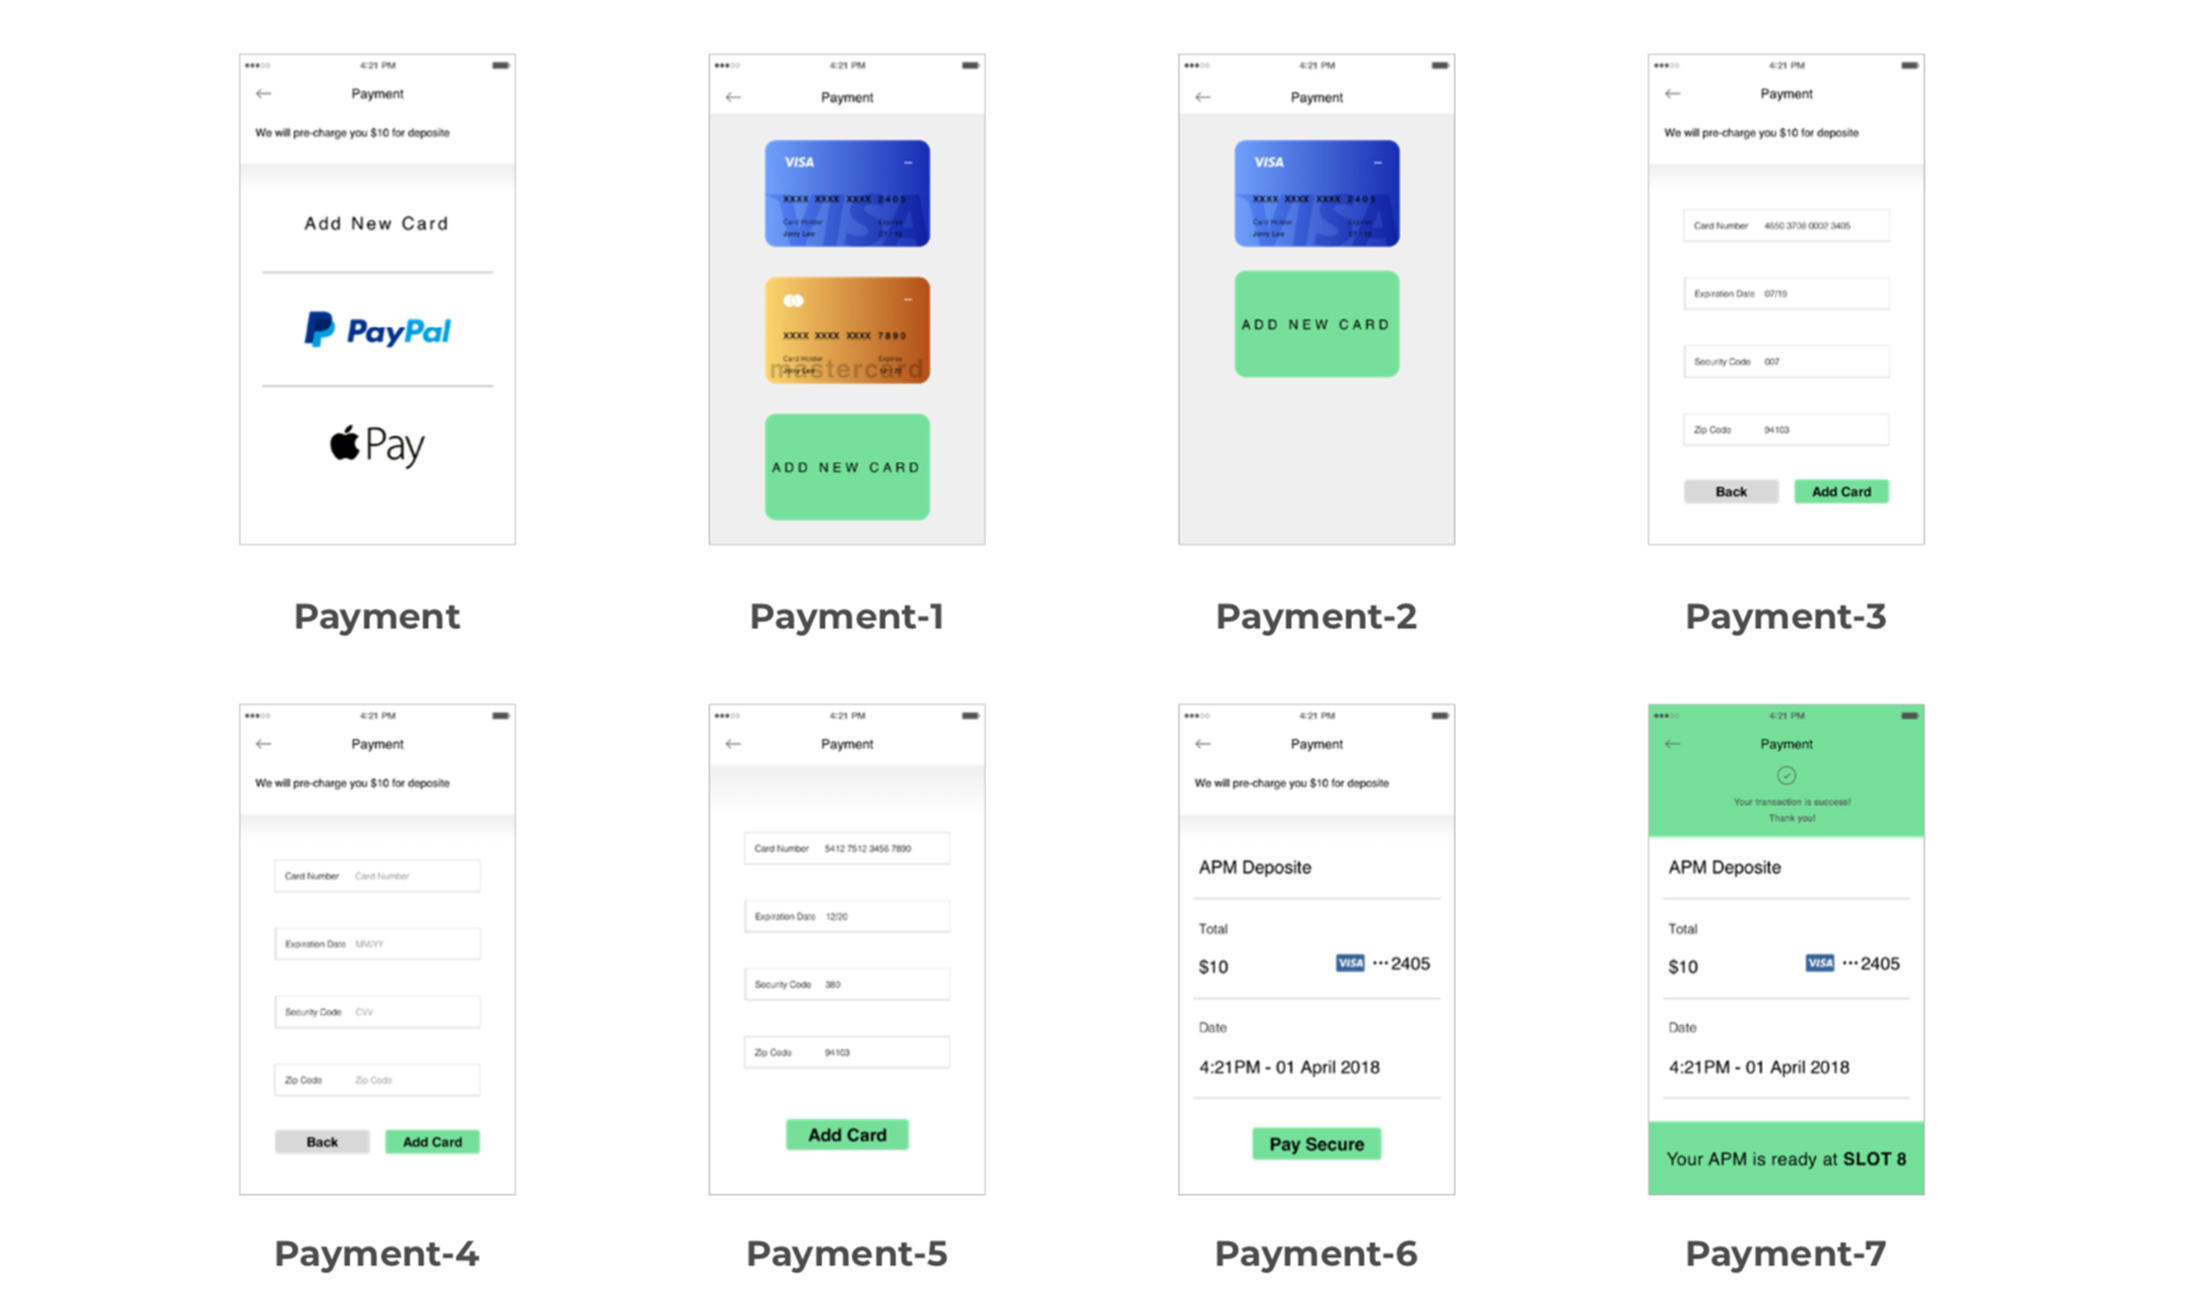 4:21 PM
Payment
We will pre-charge you $10 for deposite
Add New Card
PayPal
Pay
Payment
4:21 PM
Payment
VISA
XXXX XXXX XXXX 2405
VISA
Card Holder Expires
Jorry Lee
XXXX XXXX XXXX 7890
Card Holder Expires
mastercard
Jorry Lee 12 / 20
ADD NEW CARD
Payment-1
4:21 PM
Payment
VISA
XXXX XXXX XXXX 2405
VISA
Card Holder Expires
Jorry Lee
ADD NEW CARD
Payment-2
4:21 PM
Payment
We will pre-charge you $10 for deposite
Card Number 4650 3708 0002 3405
Expiration Date 07/19
Security Code 007
Zip Code 94103
Back Add Card
Payment-3
4:21 PM
Payment
We will pre-charge you $10 for deposite
Card Number Card Number
Expiration Date MM/YY
Security Code CVV
Zip Code Zip Code
Back Add Card
Payment-4
4:21 PM
Payment
Card Number 5412 7512 3456 7890
Expiration Date 12/20
Security Code 380
Zip Code 94103
Add Card
Payment-5
4:21 PM
Payment
We will pre-charge you $10 for deposite
APM Deposite
Total
$10 VISA ···2405
Date
4:21PM - 01 April 2018
Pay Secure
Payment-6
4:21 PM
Payment
Your transaction is success!
Thank you!
APM Deposite
Total
$10 VISA ···2405
Date
4:21PM - 01 April 2018
Your APM is ready at SLOT 8
Payment-7